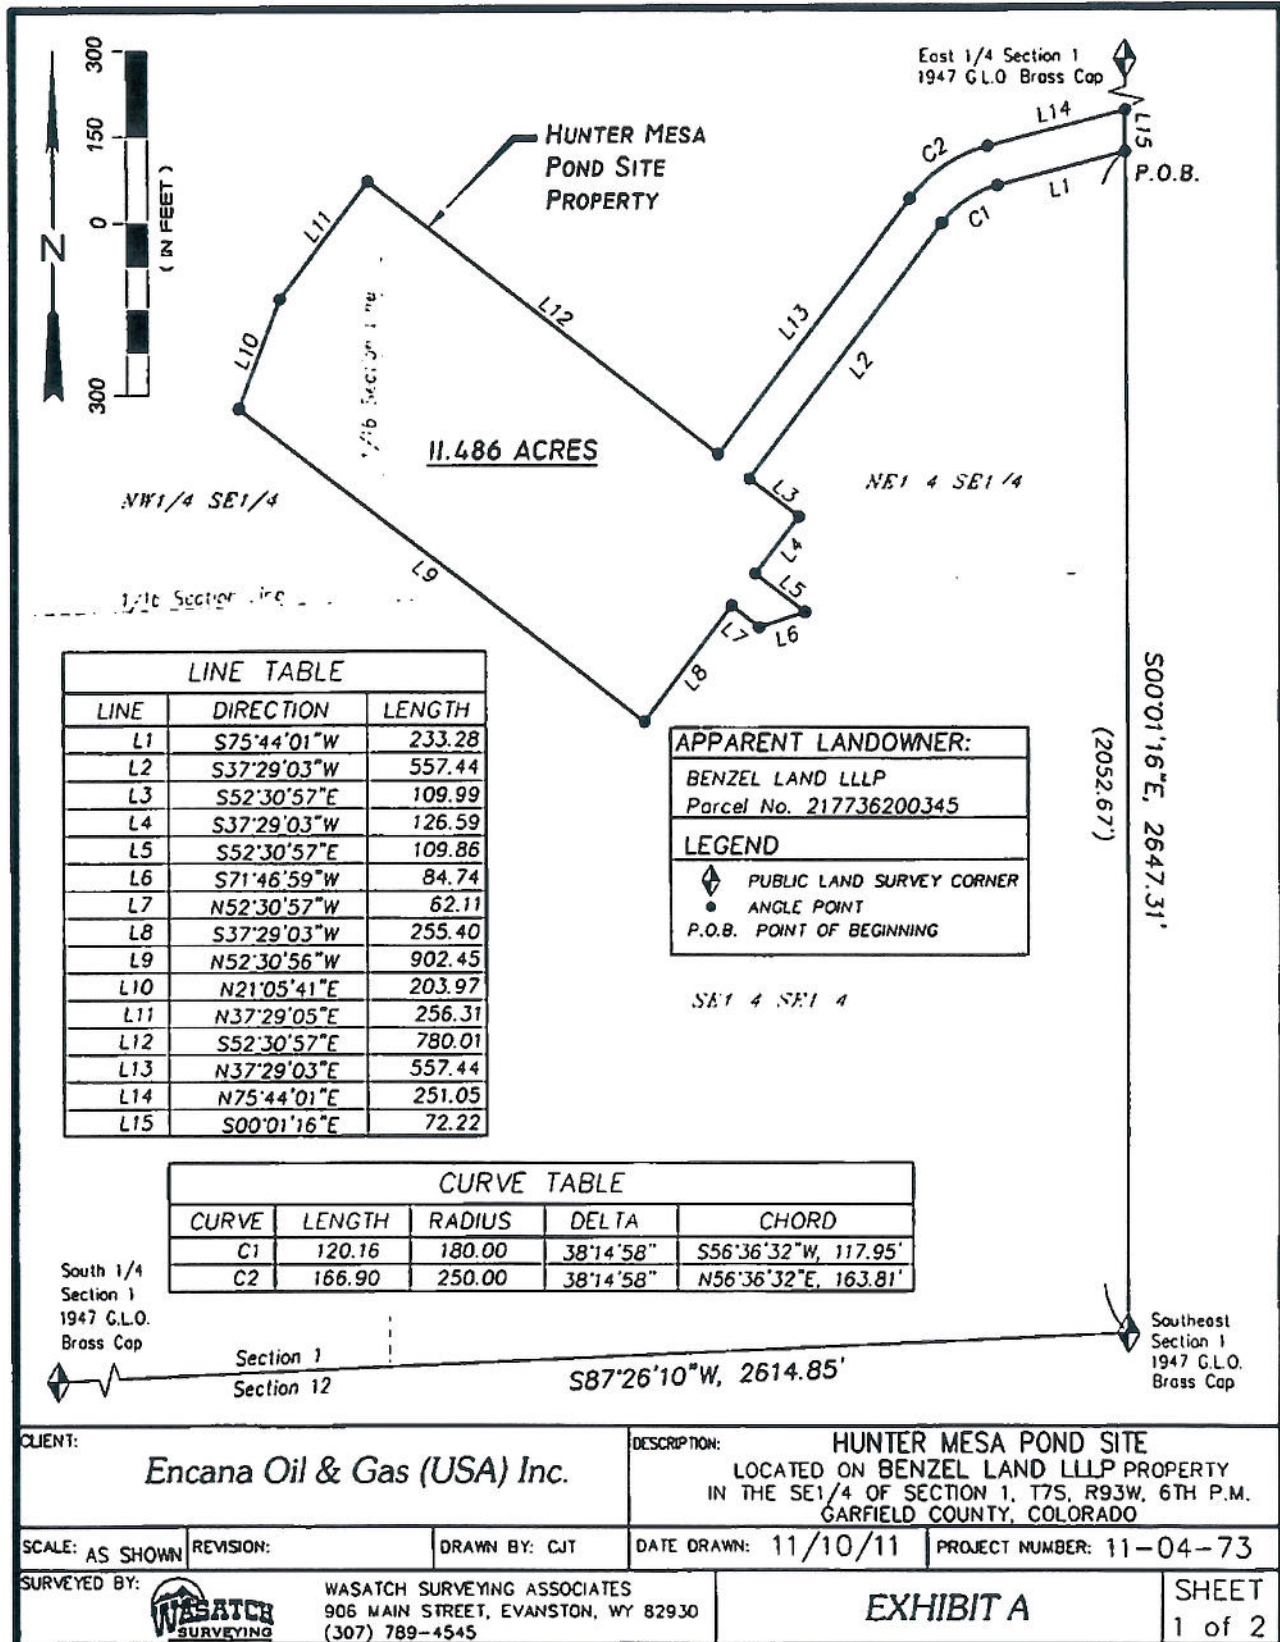 East 1/4 Section 1
1947 G.L.O Brass Cap
300
150
0
300
( IN FEET )
N
HUNTER MESA
POND SITE
PROPERTY
L14
C2
L15
P.O.B.
L1
C1
L11
L12
L13
L2
L10
1/16 Section Line
11.486 ACRES
NW1/4 SE1/4
NE1 4 SE1/4
L3
L4
L5
L6
L7
L8
L9
1/16 Section
S00°01'16"E, 2647.31'
(2052.67')
LINE TABLE
LINE DIRECTION LENGTH
L1 S75°44'01"W 233.28
L2 S37°29'03"W 557.44
L3 S52°30'57"E 109.99
L4 S37°29'03"W 126.59
L5 S52°30'57"E 109.86
L6 S71°46'59"W 84.74
L7 N52°30'57"W 62.11
L8 S37°29'03"W 255.40
L9 N52°30'56"W 902.45
L10 N21°05'41"E 203.97
L11 N37°29'05"E 256.31
L12 S52°30'57"E 780.01
L13 N37°29'03"E 557.44
L14 N75°44'01"E 251.05
L15 S00°01'16"E 72.22
APPARENT LANDOWNER:
BENZEL LAND LLLP
Parcel No. 217736200345
LEGEND
PUBLIC LAND SURVEY CORNER
ANGLE POINT
P.O.B. POINT OF BEGINNING
SE1 4 SE1 4
CURVE TABLE
CURVE LENGTH RADIUS DELTA CHORD
C1 120.16 180.00 38°14'58" S56°36'32"W, 117.95'
C2 166.90 250.00 38°14'58" N56°36'32"E, 163.81'
South 1/4
Section 1
1947 G.L.O.
Brass Cap
Section 1
Section 12
S87°26'10"W, 2614.85'
Southeast
Section 1
1947 G.L.O.
Brass Cap
CLIENT:
Encana Oil & Gas (USA) Inc.
DESCRIPTION: HUNTER MESA POND SITE
LOCATED ON BENZEL LAND LLLP PROPERTY
IN THE SE1/4 OF SECTION 1, T7S, R93W, 6TH P.M.
GARFIELD COUNTY, COLORADO
SCALE: AS SHOWN REVISION: DRAWN BY: CJT DATE DRAWN: 11/10/11 PROJECT NUMBER: 11-04-73
SURVEYED BY:
WASATCH
SURVEYING
WASATCH SURVEYING ASSOCIATES
906 MAIN STREET, EVANSTON, WY 82930
(307) 789-4545
EXHIBIT A
SHEET
1 of 2